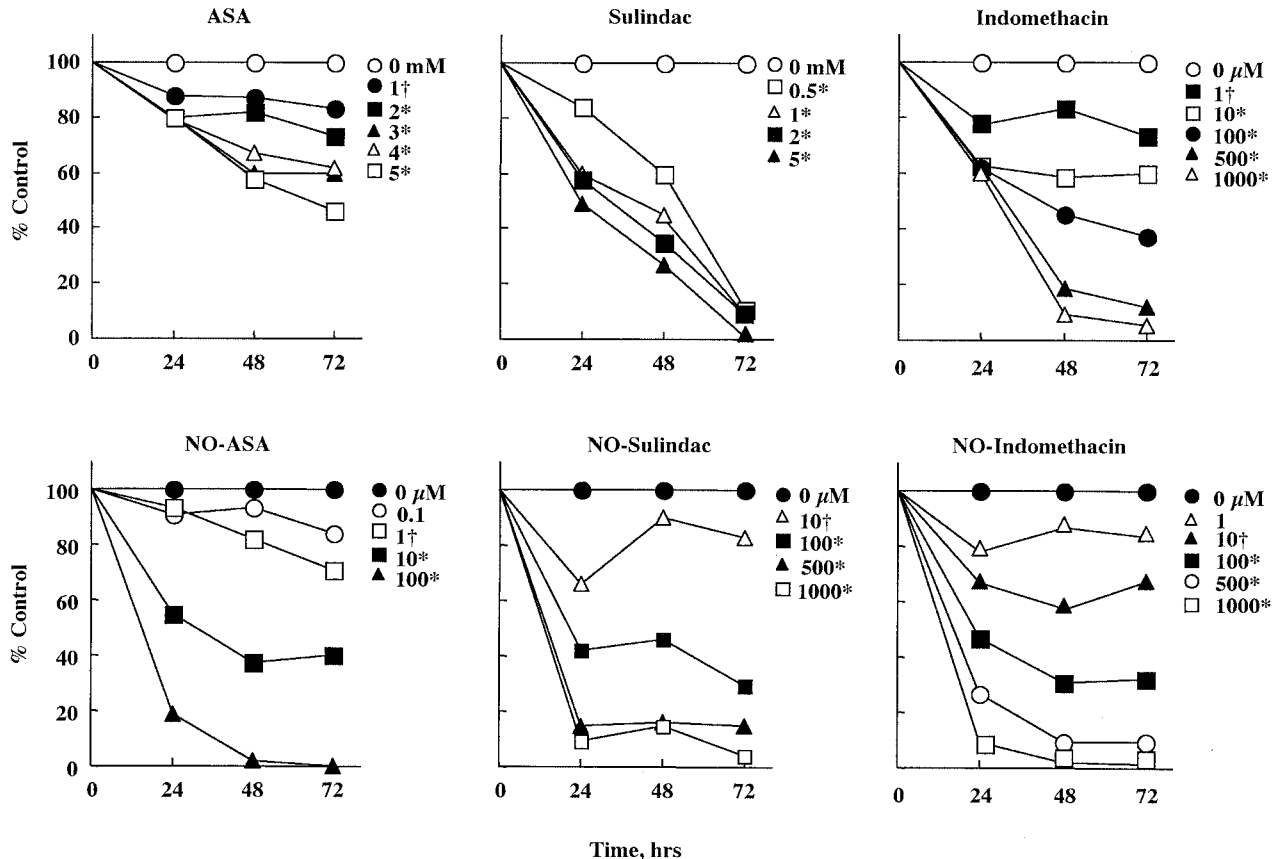 ASA
Sulindac
Indomethacin
% Control
100
80
60
40
20
0
0 24 48 72
0 mM
1†
2*
3*
4*
5*
0 24 48 72
0 mM
0.5*
1*
2*
5*
0 24 48 72
0 μM
1†
10*
100*
500*
1000*
NO-ASA
NO-Sulindac
NO-Indomethacin
% Control
100
80
60
40
20
0
0 24 48 72
0 μM
0.1
1†
10*
100*
0 24 48 72
0 μM
10†
100*
500*
1000*
0 24 48 72
0 μM
1
10†
100*
500*
1000*
Time, hrs